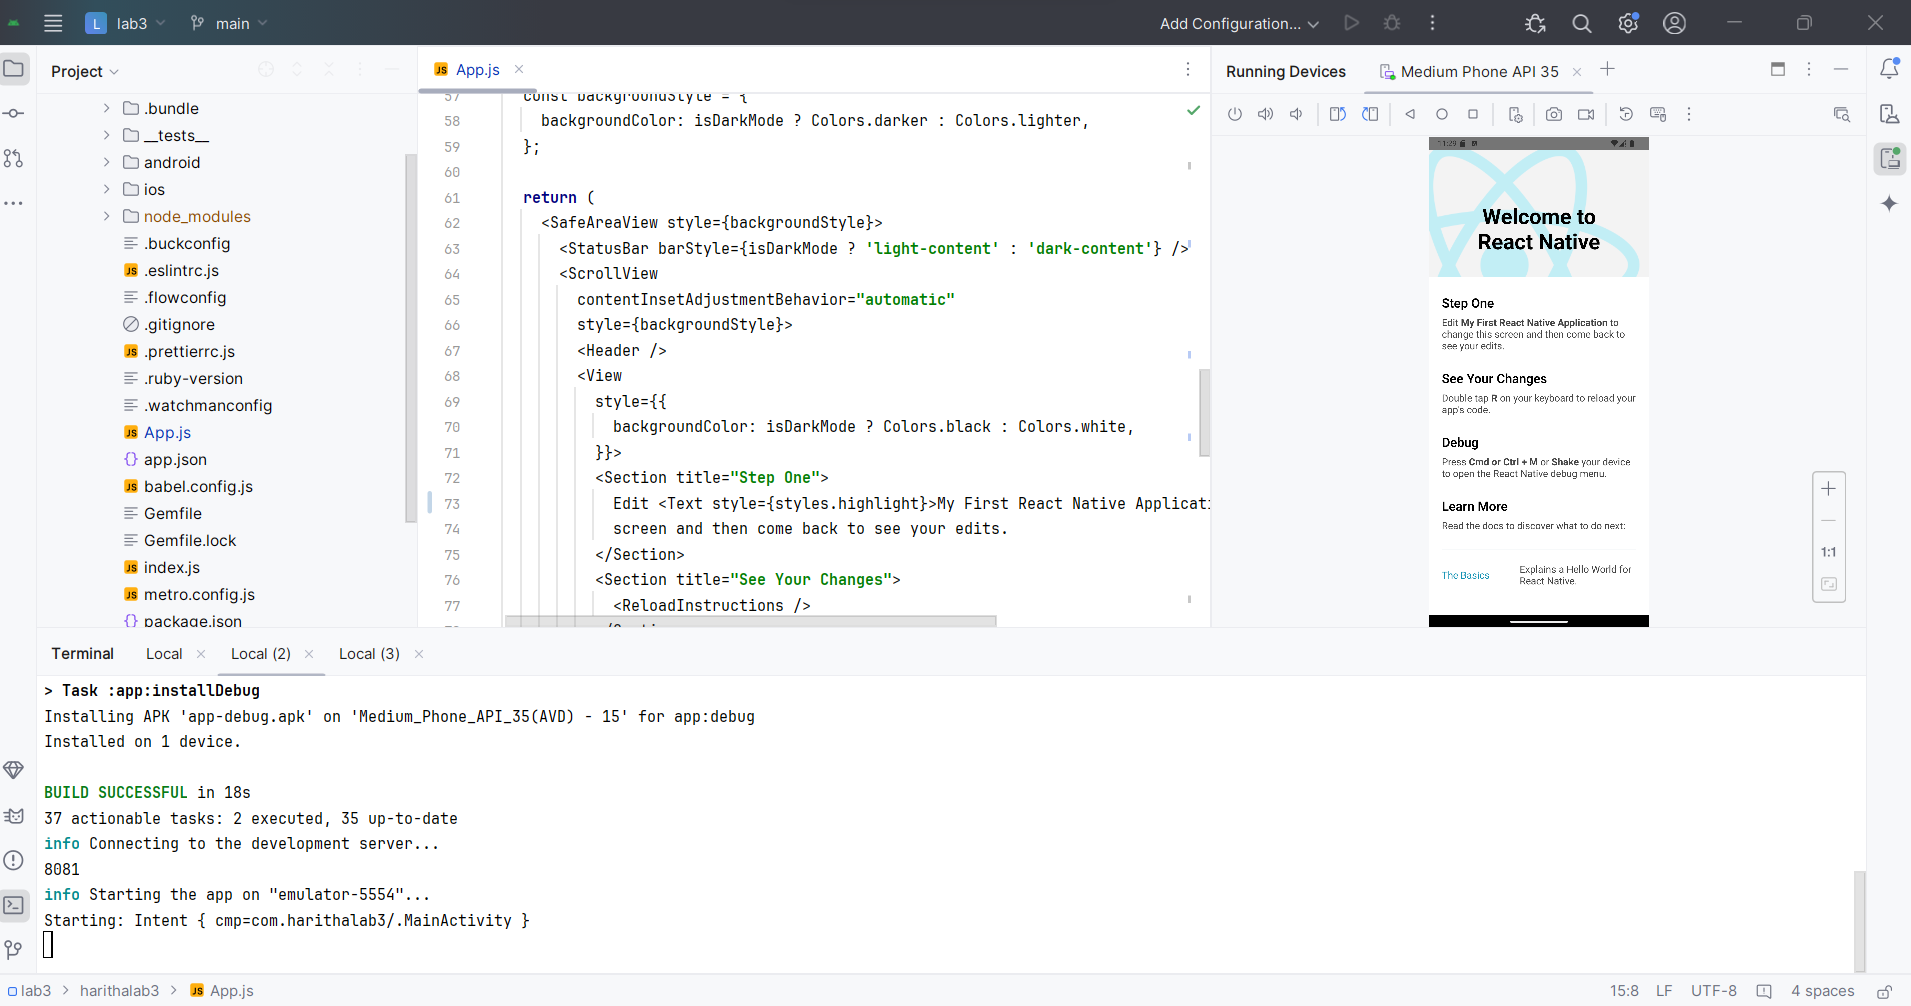 L lab3 main Add Configuration...
Project
.bundle
__tests__
android
ios
node_modules
.buckconfig
JS .eslintrc.js
.flowconfig
.gitignore
JS .prettierrc.js
.ruby-version
.watchmanconfig
JS App.js
{} app.json
JS babel.config.js
Gemfile
Gemfile.lock
JS index.js
JS metro.config.js
{} package.json
JS App.js
57 const backgroundStyle = {
58 backgroundColor: isDarkMode ? Colors.darker : Colors.lighter,
59 };
60
61 return (
62 <SafeAreaView style={backgroundStyle}>
63 <StatusBar barStyle={isDarkMode ? 'light-content' : 'dark-content'} />
64 <ScrollView
65 contentInsetAdjustmentBehavior="automatic"
66 style={backgroundStyle}>
67 <Header />
68 <View
69 style={{
70 backgroundColor: isDarkMode ? Colors.black : Colors.white,
71 }}>
72 <Section title="Step One">
73 Edit <Text style={styles.highlight}>My First React Native Applicati
74 screen and then come back to see your edits.
75 </Section>
76 <Section title="See Your Changes">
77 <ReloadInstructions />
Running Devices Medium Phone API 35
11:29
Welcome to
React Native
Step One
Edit My First React Native Application to
change this screen and then come back to
see your edits.
See Your Changes
Double tap R on your keyboard to reload your
app's code.
Debug
Press Cmd or Ctrl + M or Shake your device
to open the React Native debug menu.
Learn More
Read the docs to discover what to do next:
The Basics
Explains a Hello World for
React Native.
1:1
Terminal Local Local (2) Local (3)
> Task :app:installDebug
Installing APK 'app-debug.apk' on 'Medium_Phone_API_35(AVD) - 15' for app:debug
Installed on 1 device.
BUILD SUCCESSFUL in 18s
37 actionable tasks: 2 executed, 35 up-to-date
info Connecting to the development server...
8081
info Starting the app on "emulator-5554"...
Starting: Intent { cmp=com.harithalab3/.MainActivity }
lab3 > harithalab3 > JS App.js
15:8 LF UTF-8 4 spaces